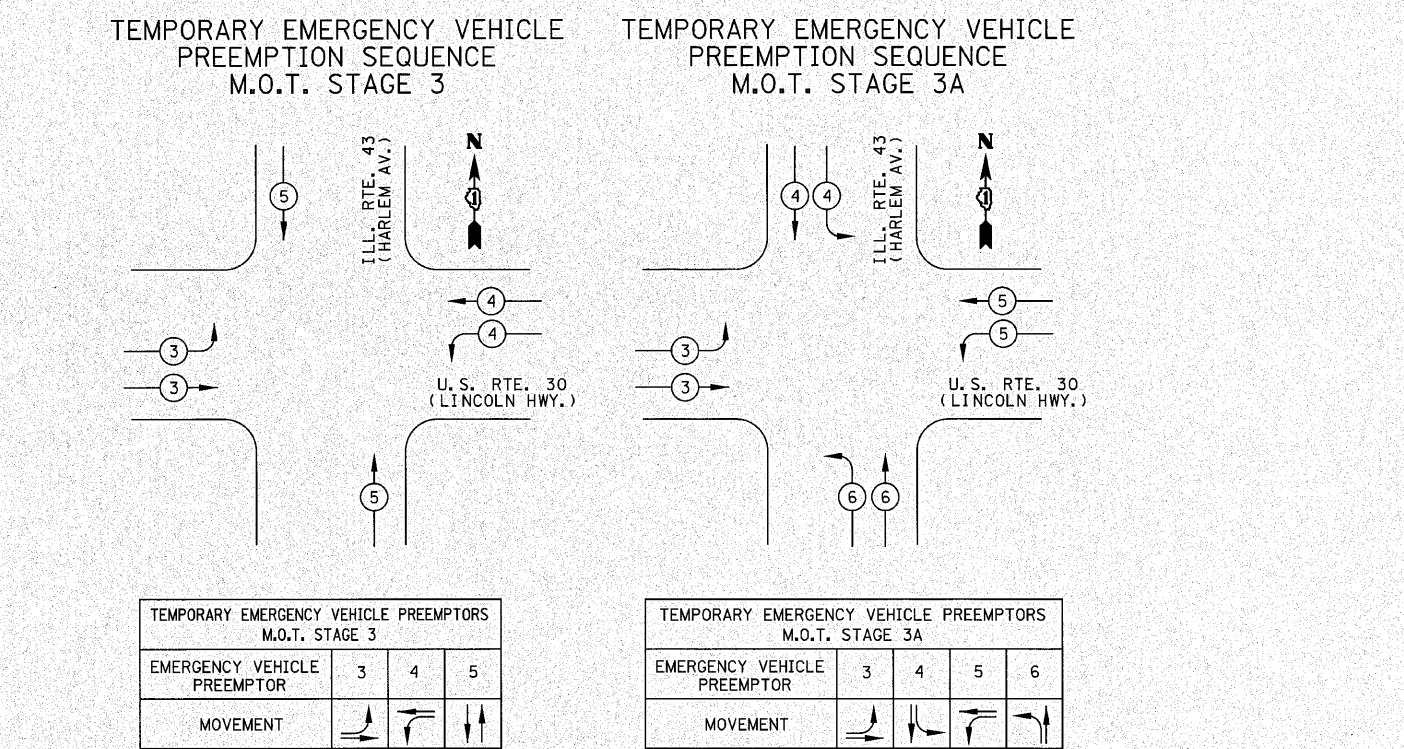 TEMPORARY EMERGENCY VEHICLE
PREEMPTION SEQUENCE
M.O.T. STAGE 3
N
1
ILL. RTE. 43
(HARLEM AV.)
5
4
4
3
3
U.S. RTE. 30
(LINCOLN HWY.)
5
TEMPORARY EMERGENCY VEHICLE PREEMPTORS
M.O.T. STAGE 3
EMERGENCY VEHICLE
PREEMPTOR
3 4 5
MOVEMENT
TEMPORARY EMERGENCY VEHICLE
PREEMPTION SEQUENCE
M.O.T. STAGE 3A
N
1
ILL. RTE. 43
(HARLEM AV.)
4 4
5
5
3
3
U.S. RTE. 30
(LINCOLN HWY.)
6 6
TEMPORARY EMERGENCY VEHICLE PREEMPTORS
M.O.T. STAGE 3A
EMERGENCY VEHICLE
PREEMPTOR
3 4 5 6
MOVEMENT